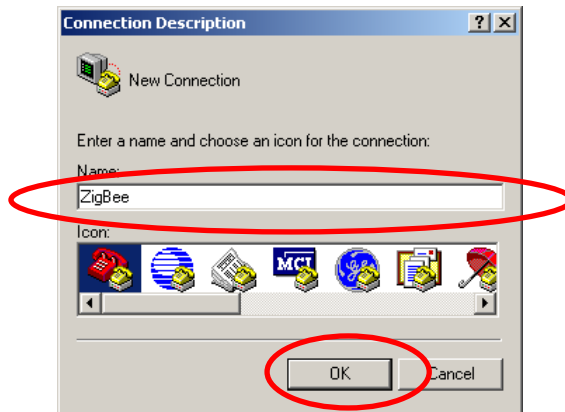 Connection Description
New Connection
Enter a name and choose an icon for the connection:
Name:
ZigBee
Icon:
MCI
OK Cancel